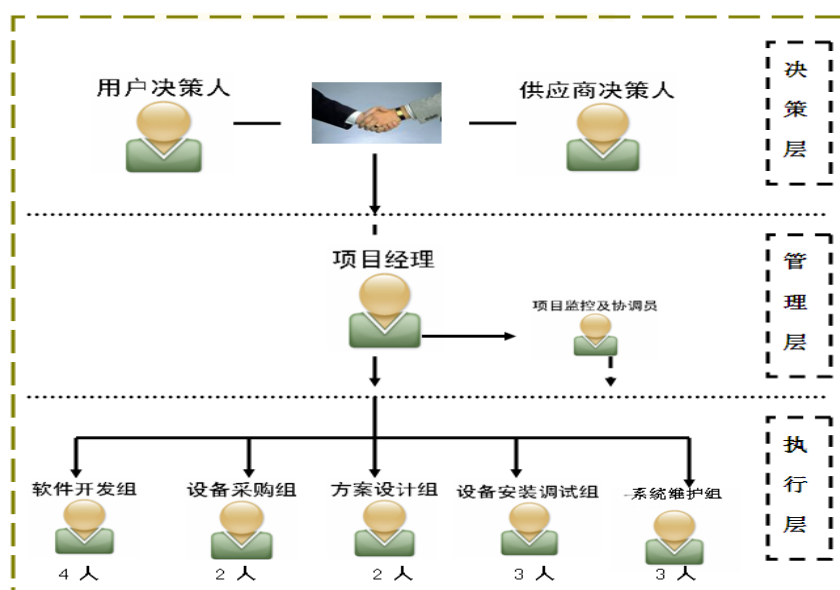 用户决策人
供应商决策人
决策层
项目经理
项目监控及协调员
管理层
软件开发组
设备采购组
方案设计组
设备安装调试组
系统维护组
4 人
2 人
2 人
3 人
3 人
执行层